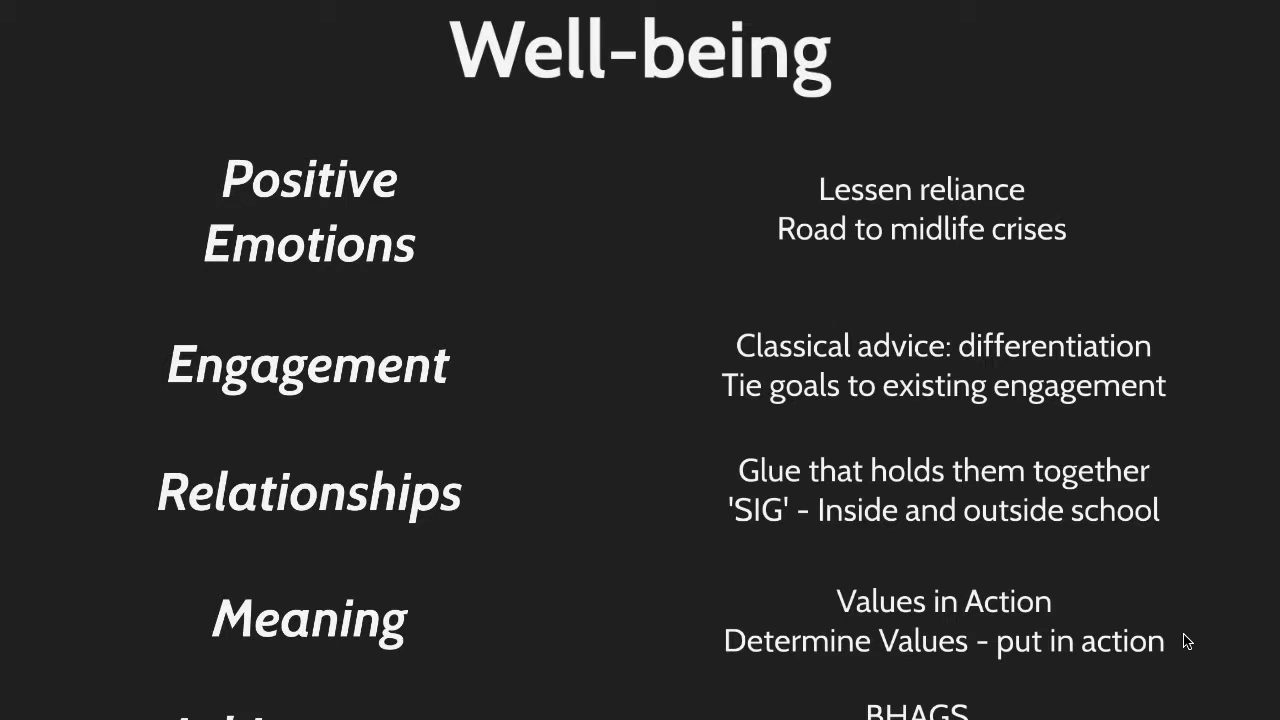 Well-being
Positive
Emotions
Lessen reliance
Road to midlife crises
Engagement
Classical advice: differentiation
Tie goals to existing engagement
Relationships
Glue that holds them together
'SIG' - Inside and outside school
Meaning
Values in Action
Determine Values - put in action
BHAGS